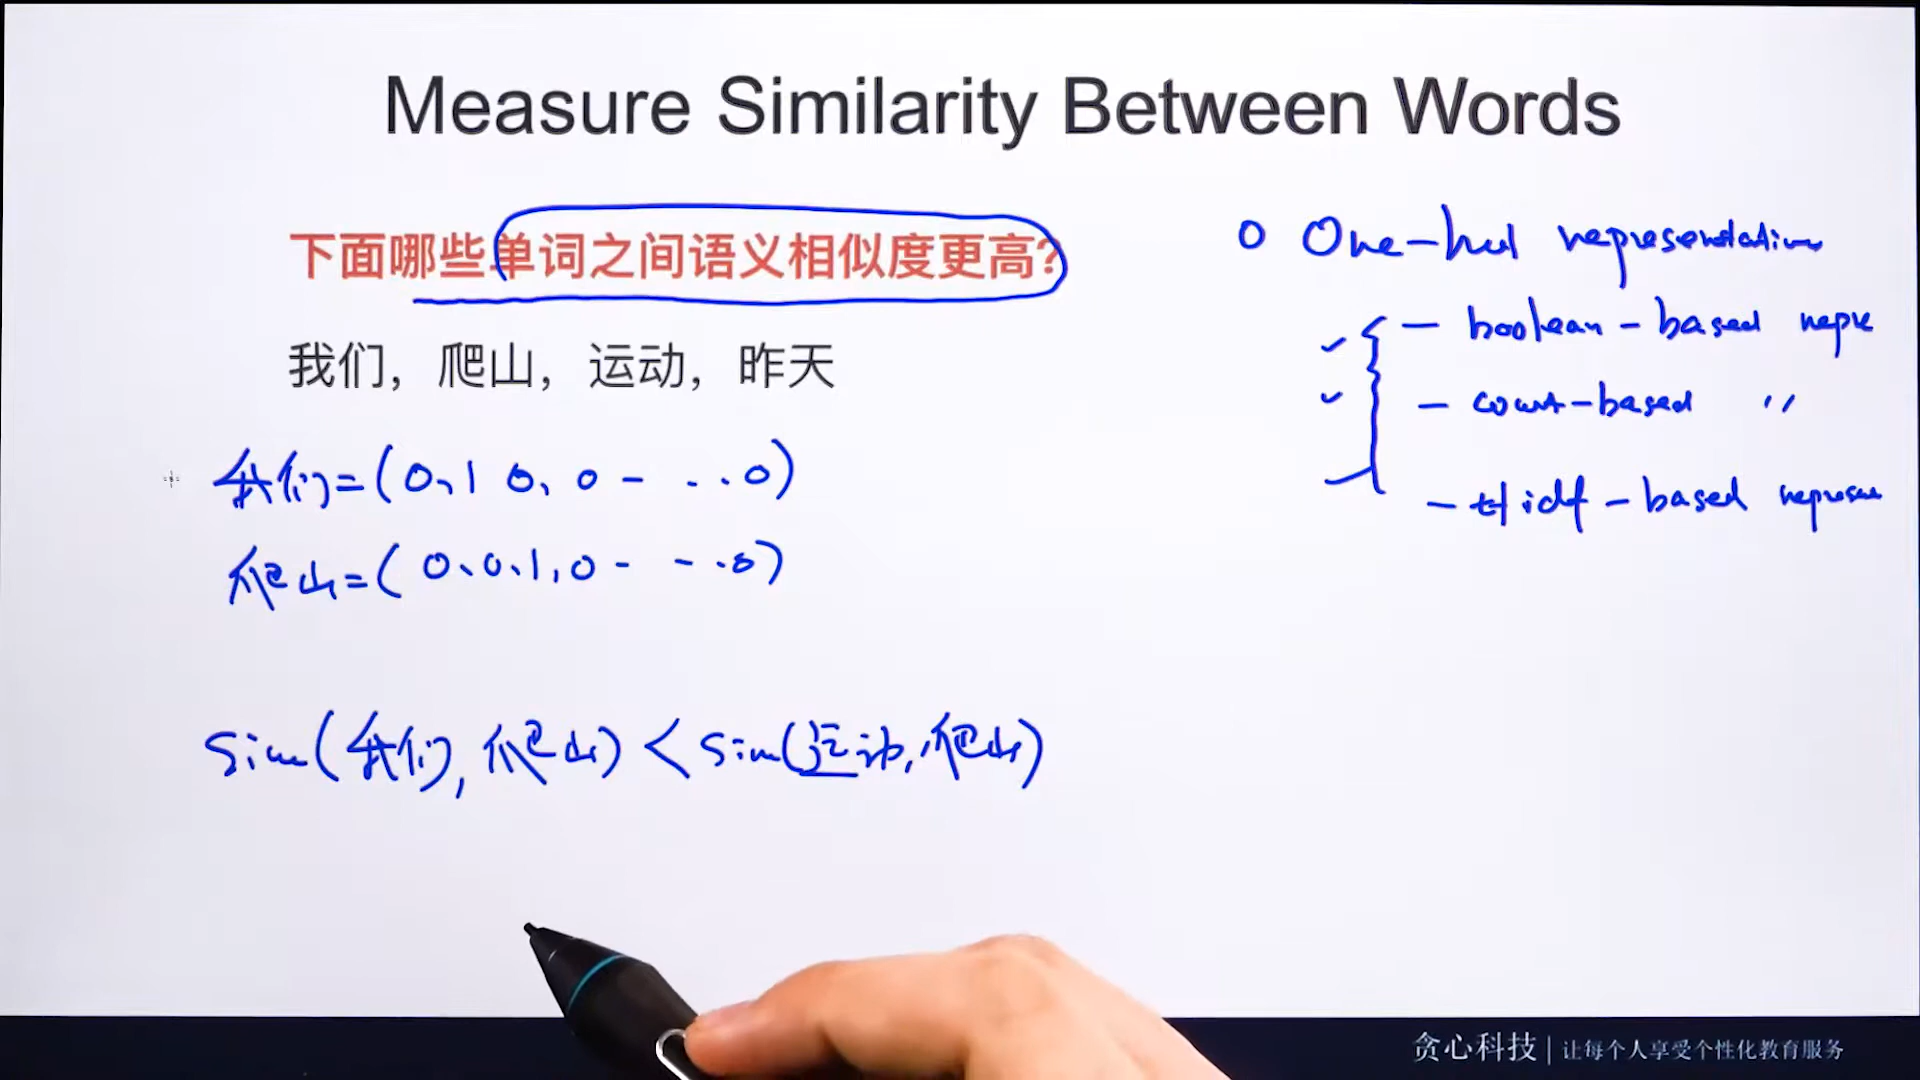 Measure Similarity Between Words
下面哪些单词之间语义相似度更高?
我们，爬山，运动，昨天
我们=(0、1 0、0 - ...0)
爬山=(0、0、1,0- - ..0)
Sim(我们,爬山) < Sim(运动,爬山)
O One-hot representation
- boolean-based repre
- count-based 〃
- tfidf-based represe
贪心科技 | 让每个人享受个性化教育服务